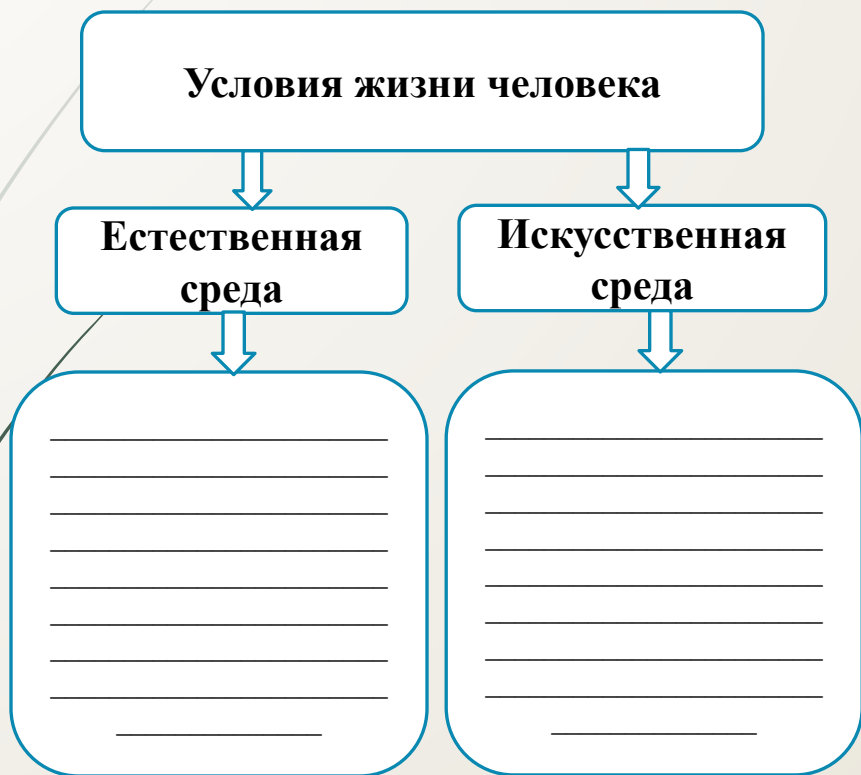 Условия жизни человека
Естественная
среда
Искусственная
среда